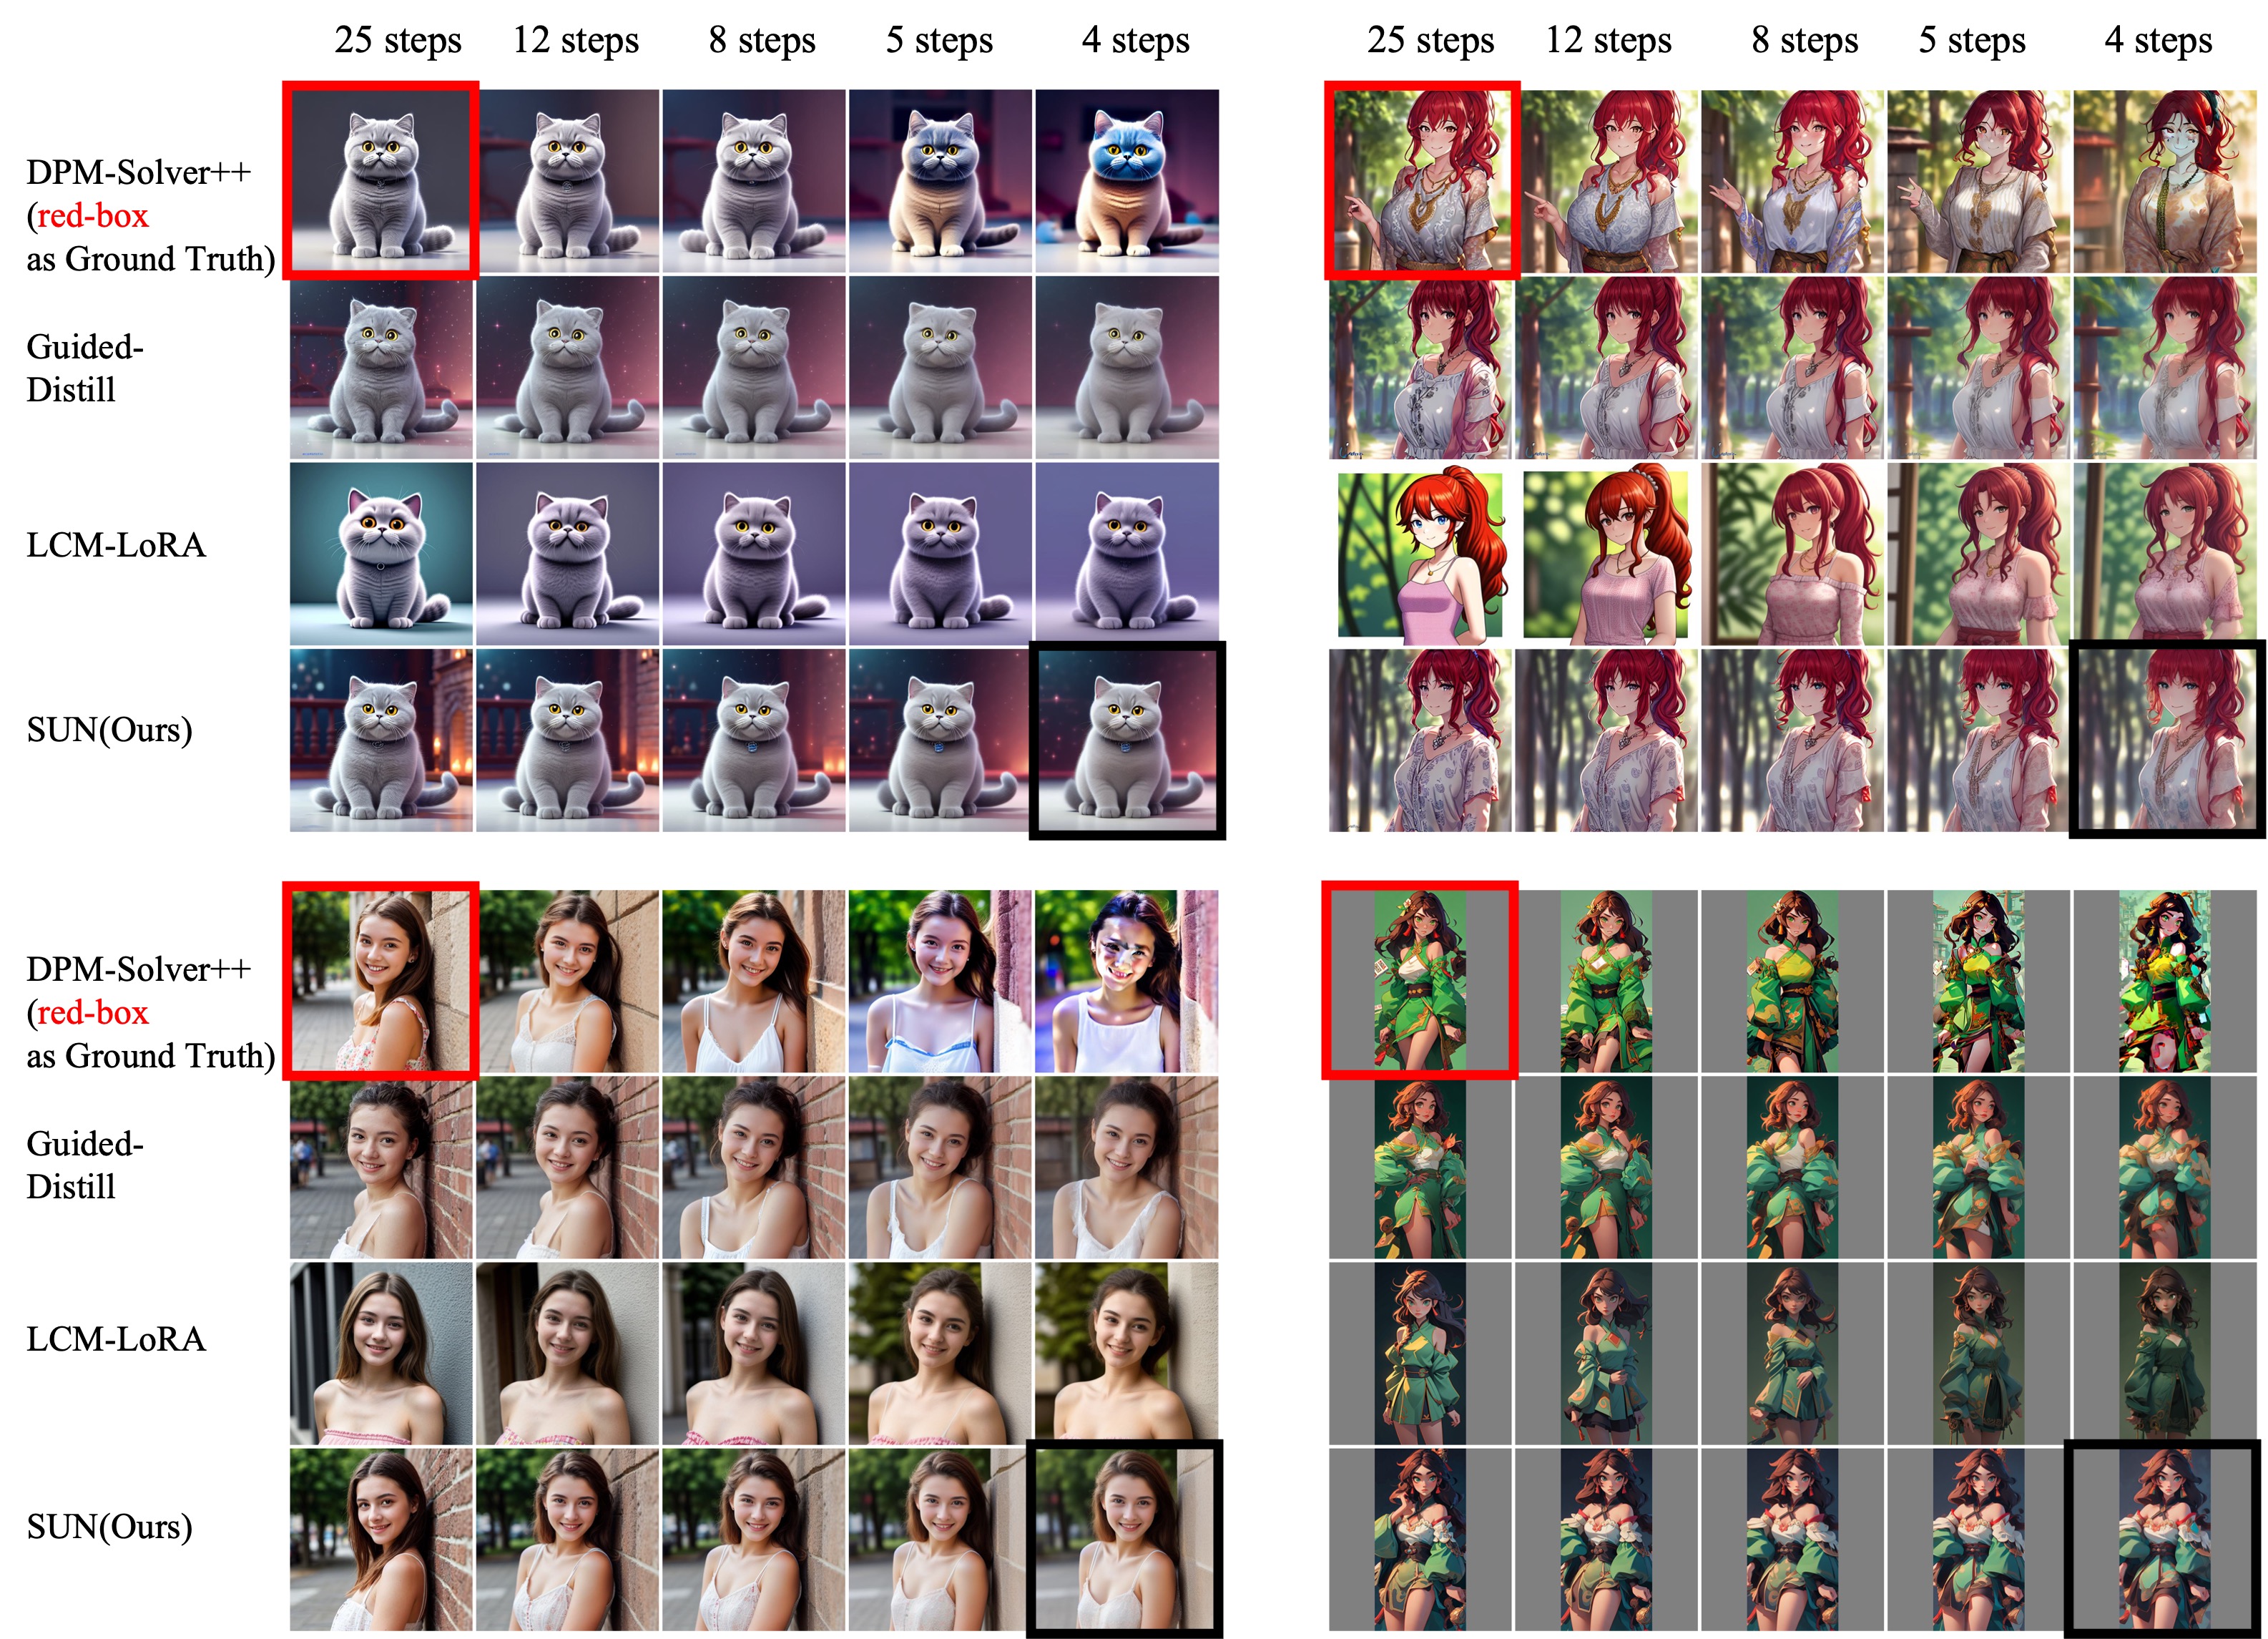 25 steps 12 steps 8 steps 5 steps 4 steps
25 steps 12 steps 8 steps 5 steps 4 steps
DPM-Solver++
(red-box
as Ground Truth)
Guided-
Distill
LCM-LoRA
SUN(Ours)
DPM-Solver++
(red-box
as Ground Truth)
Guided-
Distill
LCM-LoRA
SUN(Ours)